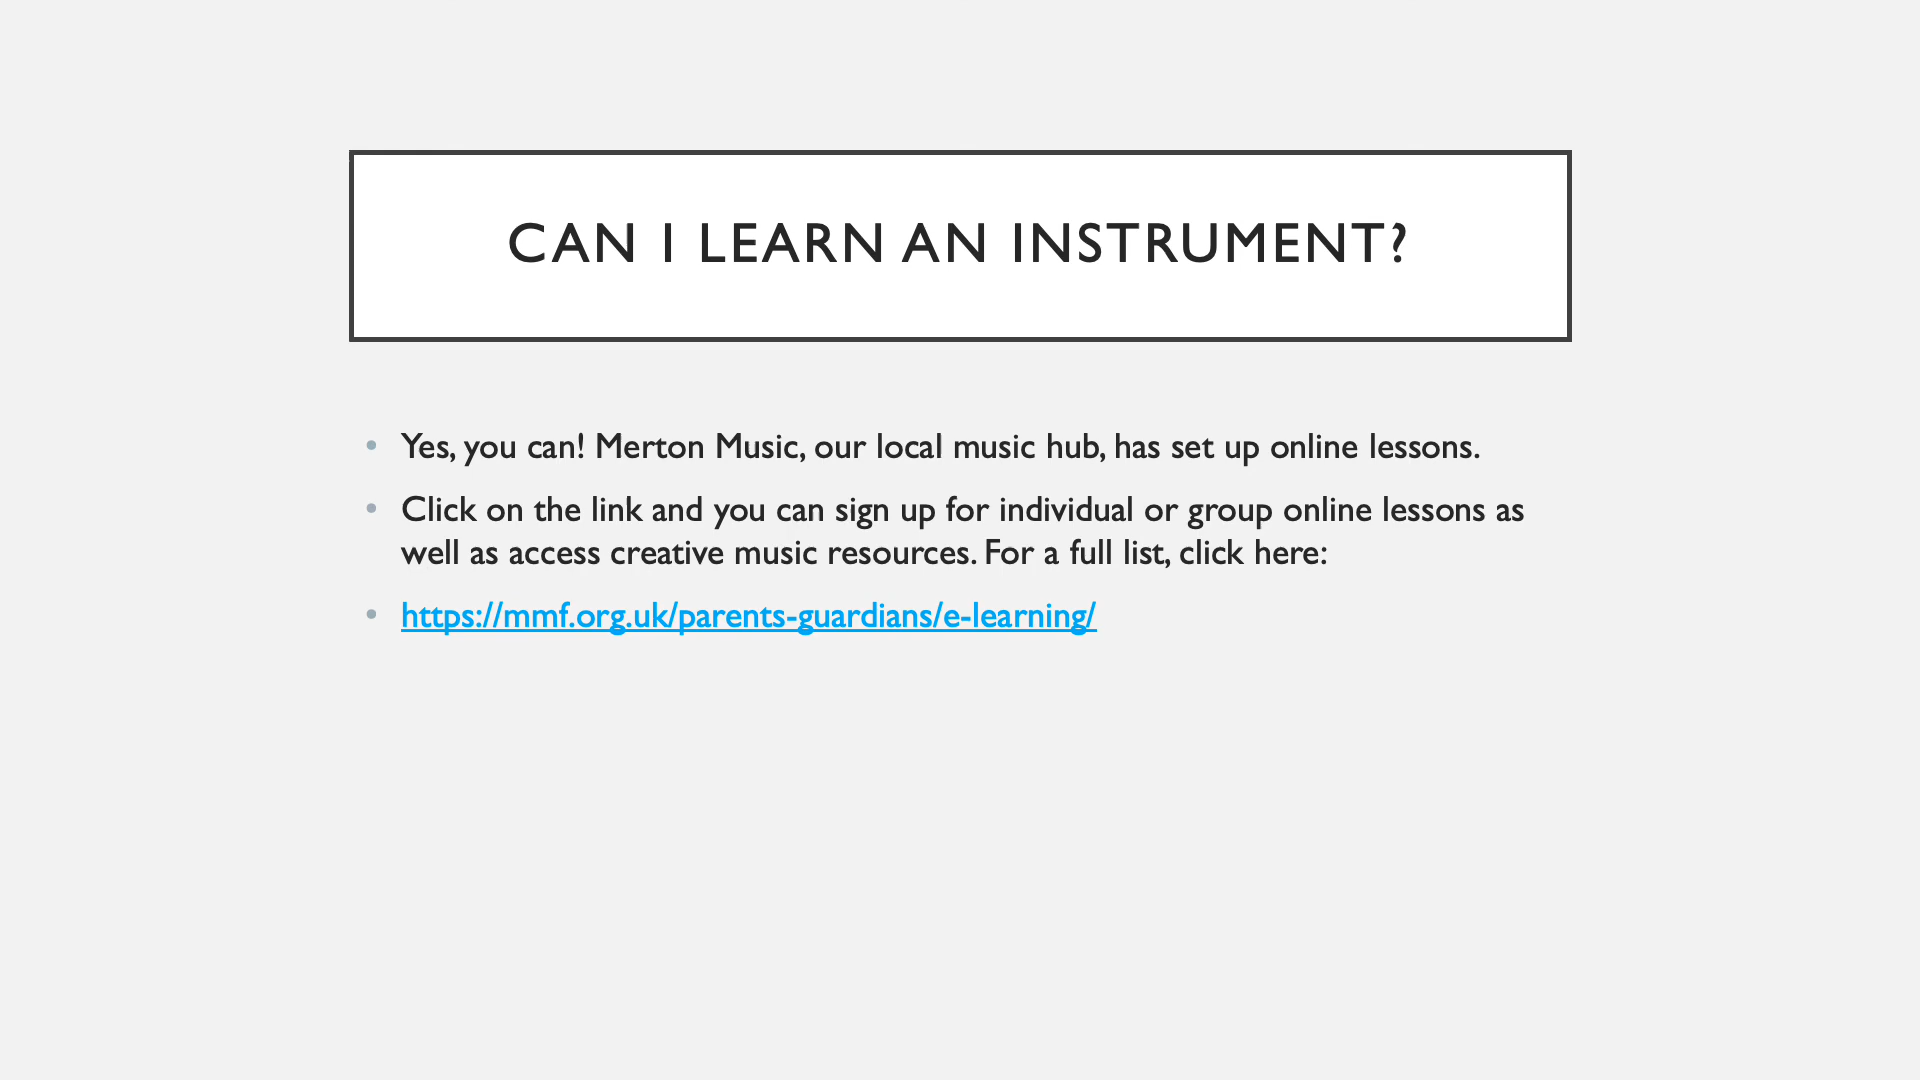 CAN I LEARN AN INSTRUMENT?
• Yes, you can! Merton Music, our local music hub, has set up online lessons.
• Click on the link and you can sign up for individual or group online lessons as
well as access creative music resources. For a full list, click here:
• https://mmf.org.uk/parents-guardians/e-learning/